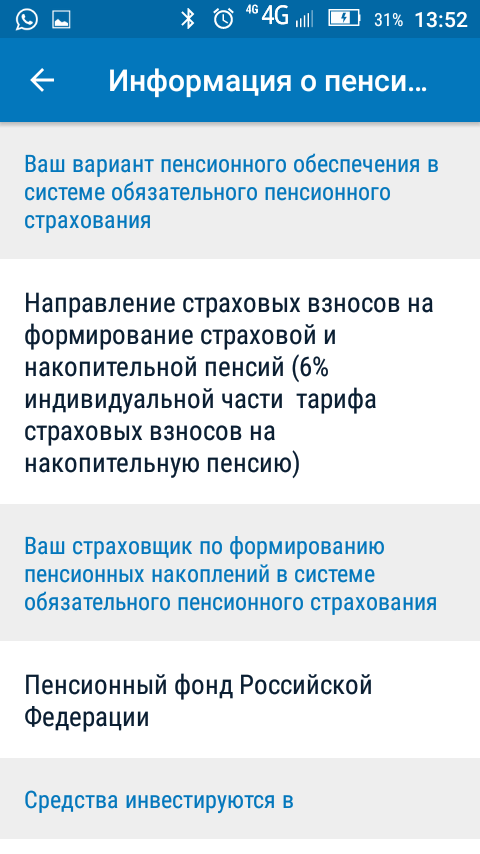 4G 4G 31% 13:52
Информация о пенси...
Ваш вариант пенсионного обеспечения в
системе обязательного пенсионного
страхования
Направление страховых взносов на
формирование страховой и
накопительной пенсий (6%
индивидуальной части тарифа
страховых взносов на
накопительную пенсию)
Ваш страховщик по формированию
пенсионных накоплений в системе
обязательного пенсионного страхования
Пенсионный фонд Российской
Федерации
Средства инвестируются в